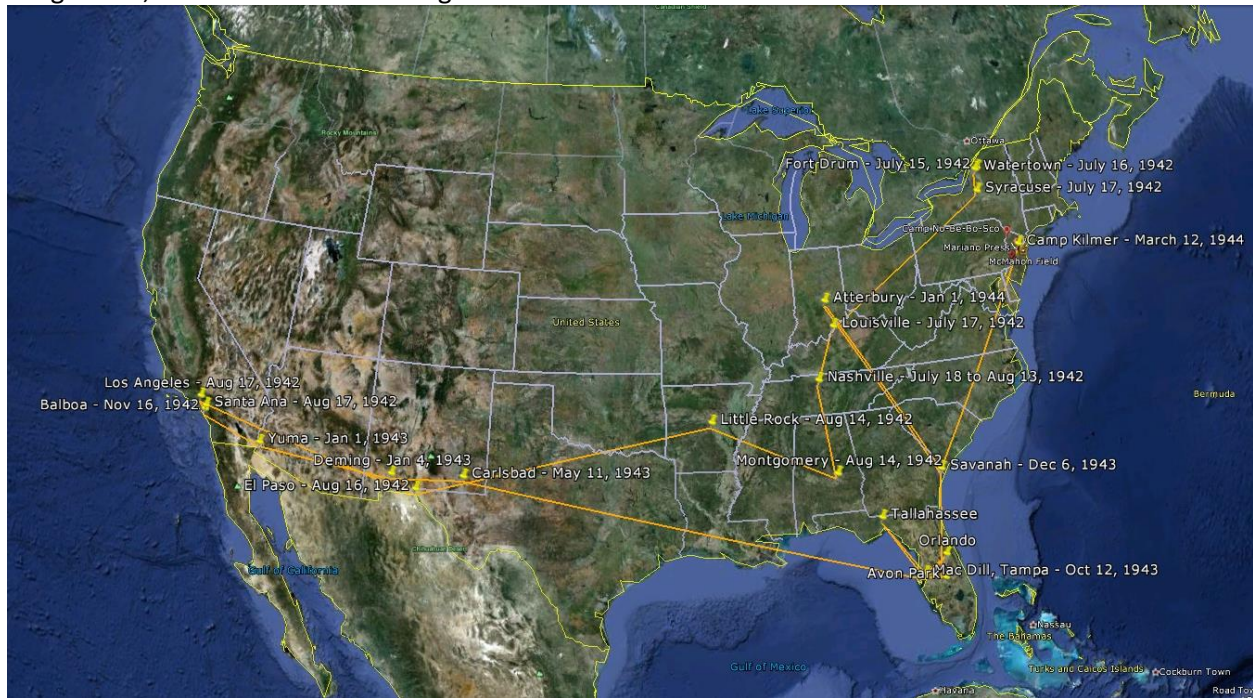 Canadian Shield
Lake Superior
Rocky Mountains
Ottawa
Fort Drum - July 15, 1942
Watertown - July 16, 1942
Syracuse - July 17, 1942
Lake Michigan
Camp No-Be-Bo-Sco
Camp Kilmer - March 12, 1944
Mariano Press
McMahon Field
Atterbury - Jan 1, 1944
United States
Louisville - July 17, 1942
Nashville - July 18 to Aug 13, 1942
Los Angeles - Aug 17, 1942
Santa Ana - Aug 17, 1942
Balboa - Nov 16, 1942
Bermuda
Little Rock - Aug 14, 1942
Yuma - Jan 1, 1943
Deming - Jan 4, 1943
Carlsbad - May 11, 1943
Montgomery - Aug 14, 1942
Savanah - Dec 6, 1943
El Paso - Aug 16, 1942
Tallahassee
Orlando
Chihuahuan Desert
Gulf of California
Avon Park
Mac Dill, Tampa - Oct 12, 1943
Nassau
The Bahamas
Gulf of Mexico
Turks and Caicos Islands
Cockburn Town
Havana
Road To